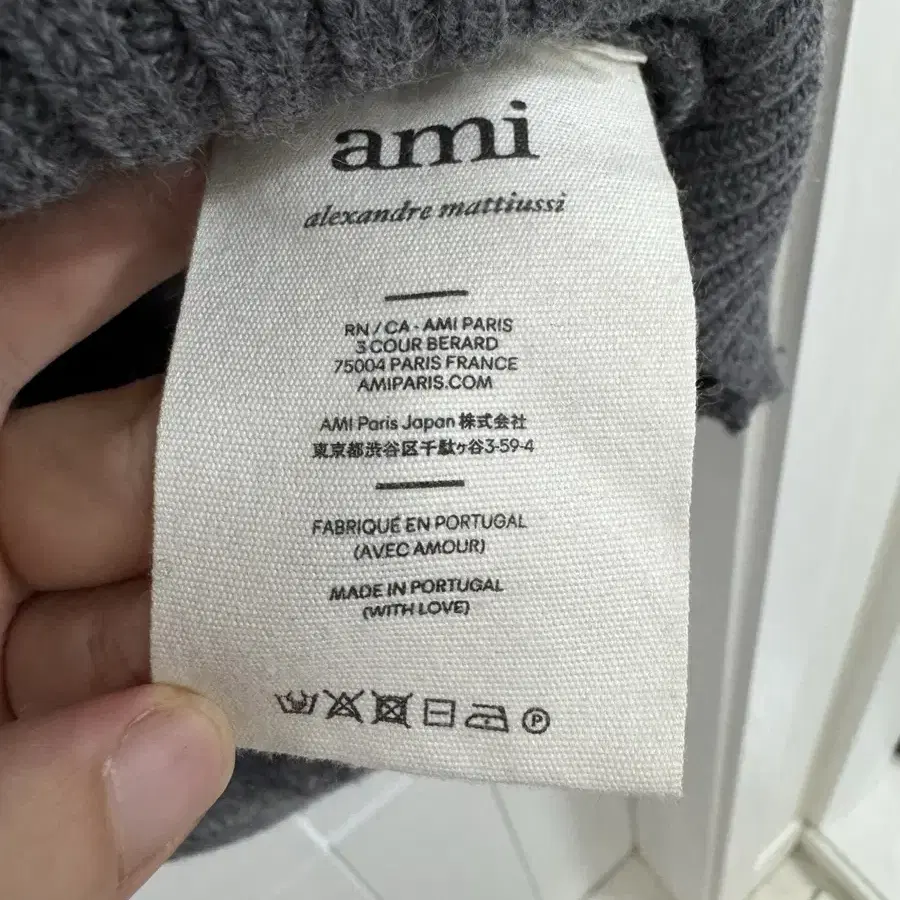 ami
alexandre mattiussi
RN / CA - AMI PARIS
3 COUR BERARD
75004 PARIS FRANCE
AMIPARIS.COM
AMI Paris Japan 株式会社
東京都渋谷区千駄ヶ谷3-59-4
FABRIQUÉ EN PORTUGAL
(AVEC AMOUR)
MADE IN PORTUGAL
(WITH LOVE)
P